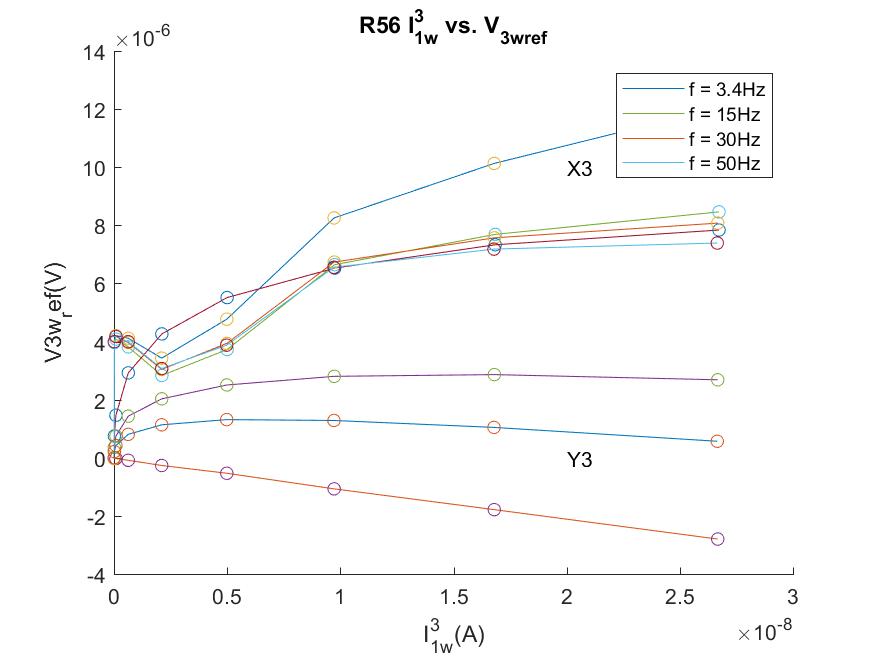 R56 I³₁w vs. V₃wref
×10⁻⁶
14
12
10
8
6
4
2
0
-2
-4
V3wref(V)
f = 3.4Hz
f = 15Hz
f = 30Hz
f = 50Hz
X3
Y3
0 0.5 1 1.5 2 2.5 3
×10⁻⁸
I³₁w(A)